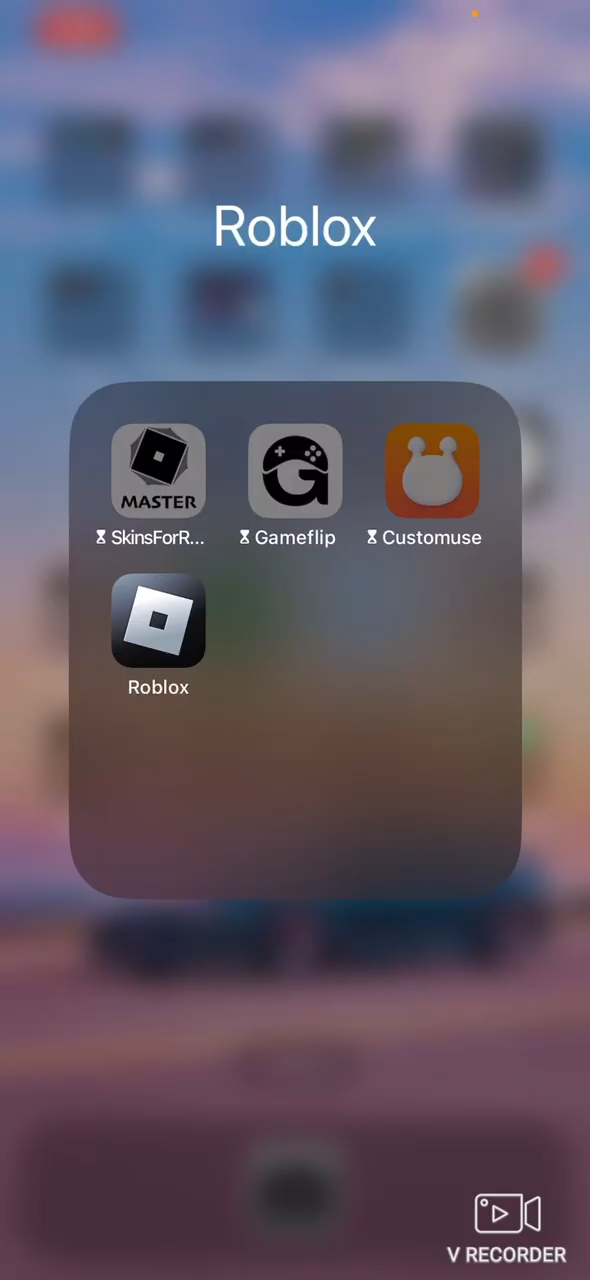 Roblox
MASTER
SkinsForR...
Gameflip
Customuse
Roblox
V RECORDER